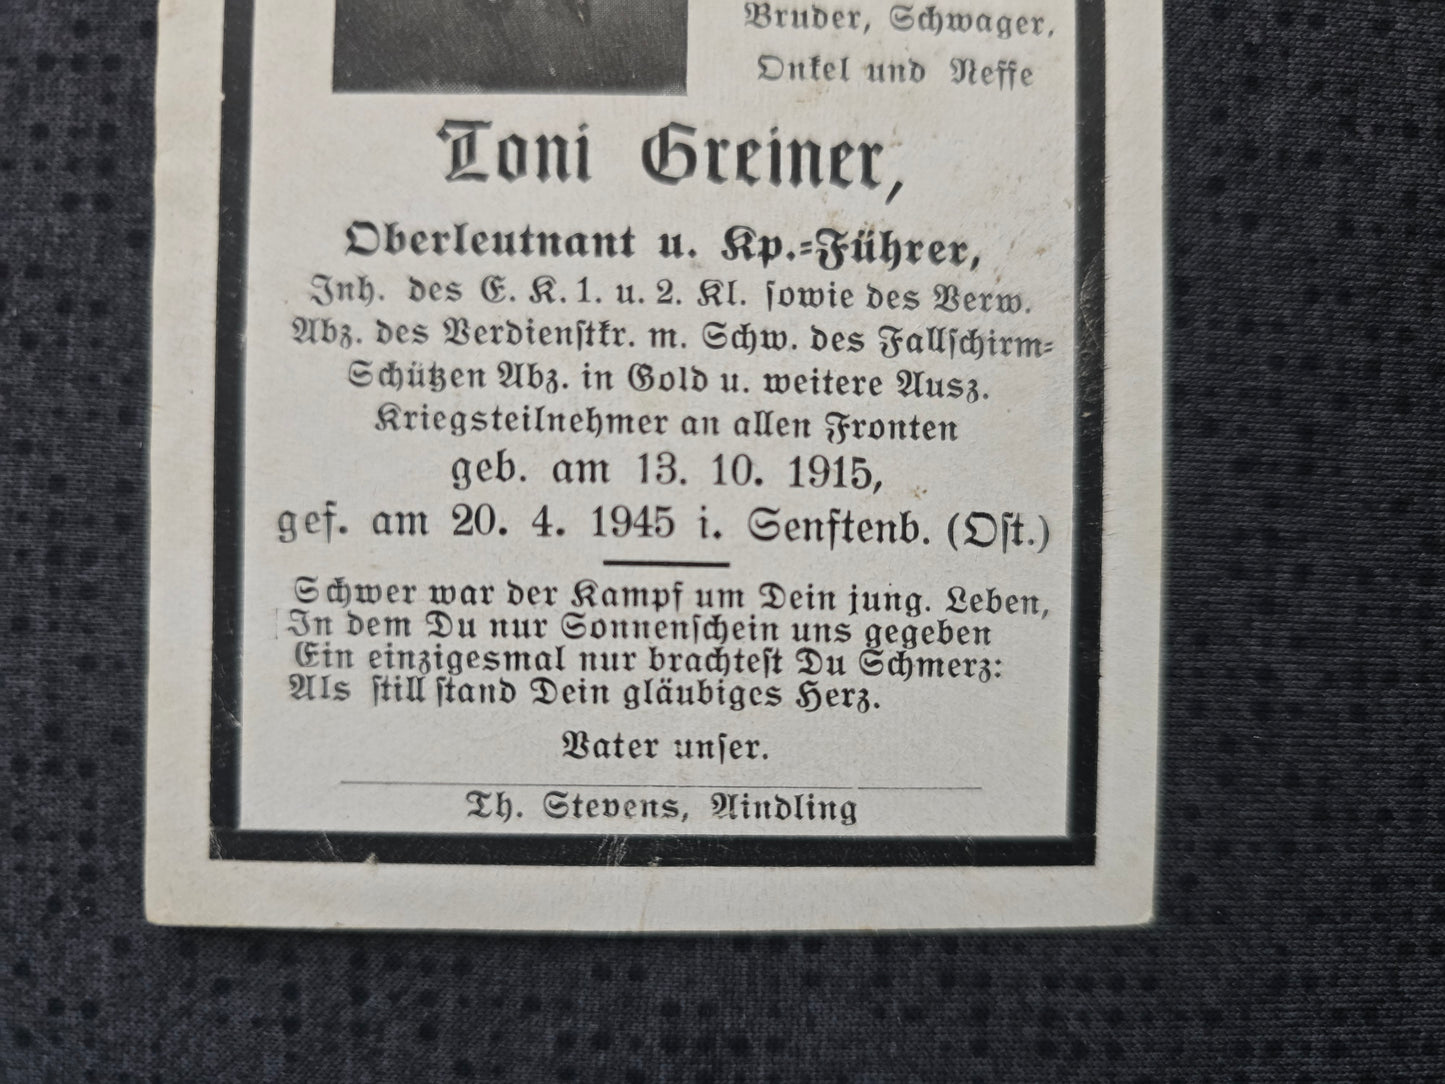 Bruder, Schwager,
Onkel und Neffe
Toni Greiner,
Oberleutnant u. Kp.=Führer,
Inh. des E. K. 1. u. 2. Kl. sowie des Verw.
Abz. des Verdienstkr. m. Schw. des Fallschirm=
Schützen Abz. in Gold u. weitere Ausz.
Kriegsteilnehmer an allen Fronten
geb. am 13. 10. 1915,
gef. am 20. 4. 1945 i. Senftenb. (Ost.)
Schwer war der Kampf um Dein jung. Leben,
In dem Du nur Sonnenschein uns gegeben
Ein einzigesmal nur brachtest Du Schmerz:
Als still stand Dein gläubiges Herz.
Vater unser.
Th. Stevens, Aindling